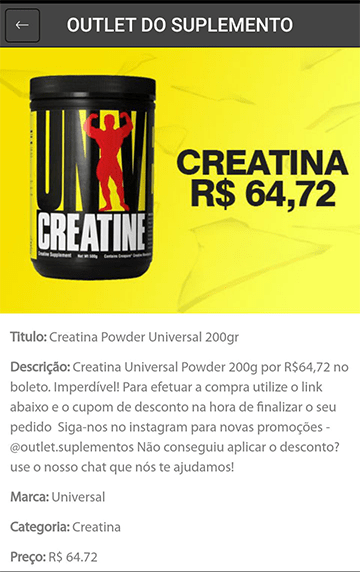 OUTLET DO SUPLEMENTO
UNIV
CREATINE
Creatine Supplement
CREATINA
R$ 64,72
Titulo: Creatina Powder Universal 200gr
Descrição: Creatina Universal Powder 200g por R$64,72 no
boleto. Imperdível! Para efetuar a compra utilize o link
abaixo e o cupom de desconto na hora de finalizar o seu
pedido  Siga-nos no instagram para novas promoções -
@outlet.suplementos Não conseguiu aplicar o desconto?
use o nosso chat que nós te ajudamos!
Marca: Universal
Categoria: Creatina
Preço: R$ 64.72